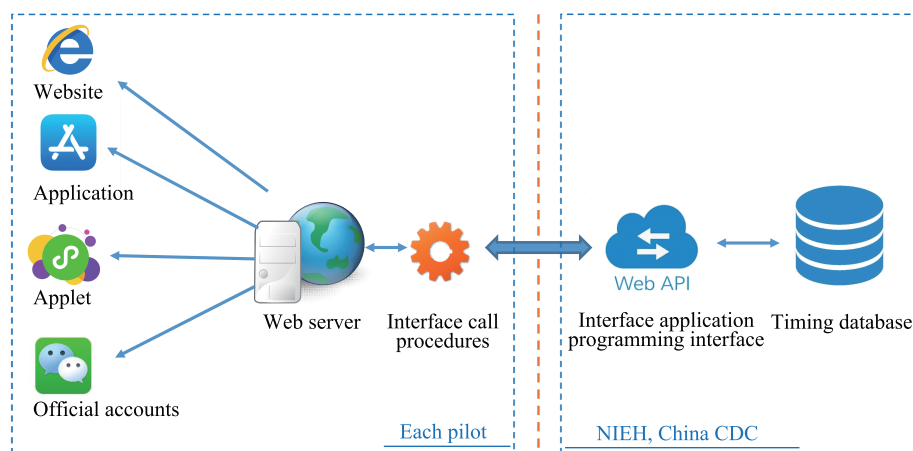 Website
Application
Applet
Official accounts
Web server
Interface call
procedures
Each pilot
Web API
Interface application
programming interface
Timing database
NIEH, China CDC